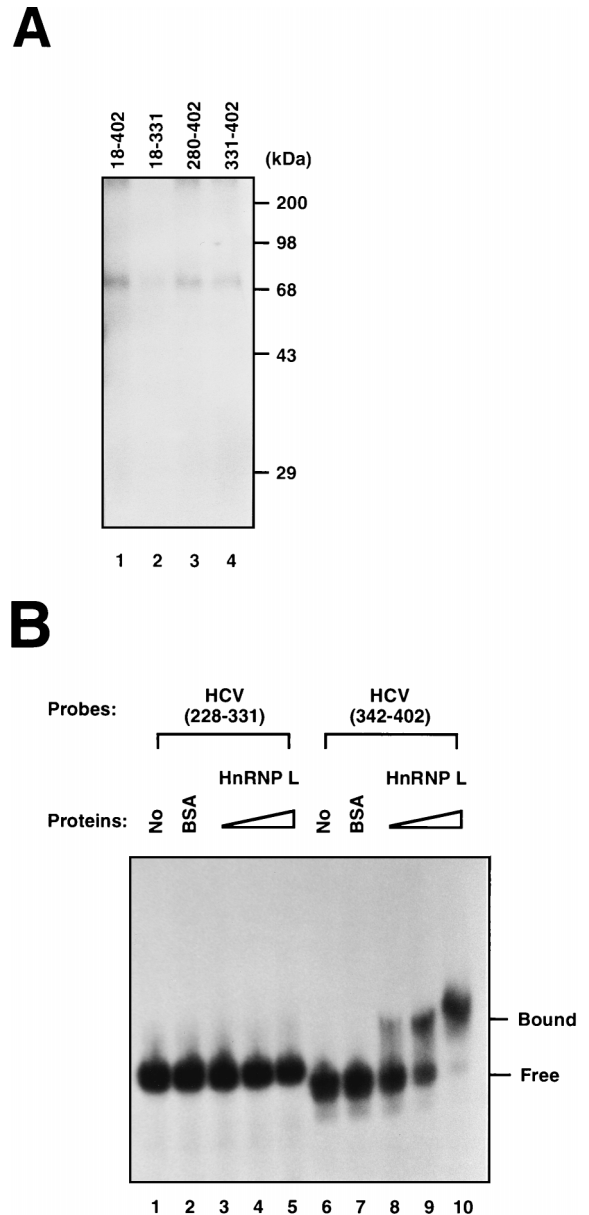 A
18-402 18-331 280-402 331-402 (kDa)
200
98
68
43
29
1 2 3 4
B
Probes: HCV (228-331) HCV (342-402)
HnRNP L HnRNP L
Proteins: No BSA No BSA
Bound
Free
1 2 3 4 5 6 7 8 9 10